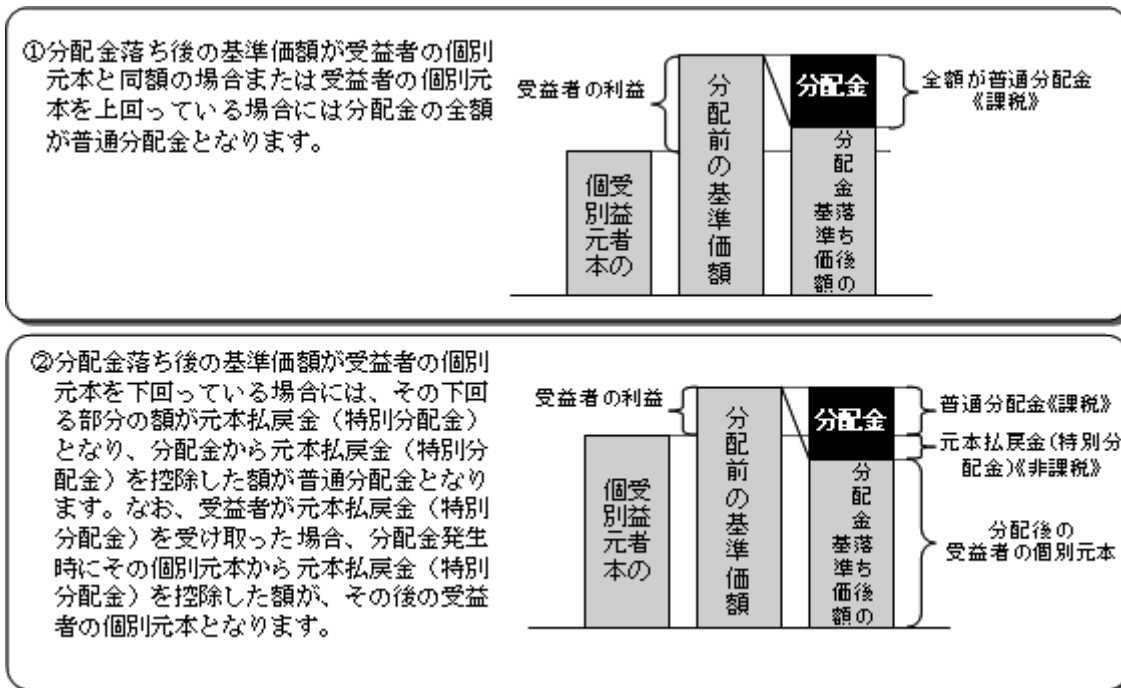 ①分配金落ち後の基準価額が受益者の個別
元本と同額の場合または受益者の個別元
本を上回っている場合には分配金の全額
が普通分配金となります。
受益者の利益
個別元本
受益者の
分配前の基準価額
分配金
分配金落ち後の
基準価額
全額が普通分配金
《課税》
②分配金落ち後の基準価額が受益者の個別
元本を下回っている場合には、その下回
る部分の額が元本払戻金（特別分配金）
となり、分配金から元本払戻金（特別分
配金）を控除した額が普通分配金となり
ます。なお、受益者が元本払戻金（特別
分配金）を受け取った場合、分配金発生
時にその個別元本から元本払戻金（特別
分配金）を控除した額が、その後の受益
者の個別元本となります。
受益者の利益
受益者の
個別元本
分配前の基準価額
分配金
分配金落ち後の
基準価額
普通分配金《課税》
元本払戻金(特別分
配金)《非課税》
分配後の
受益者の個別元本